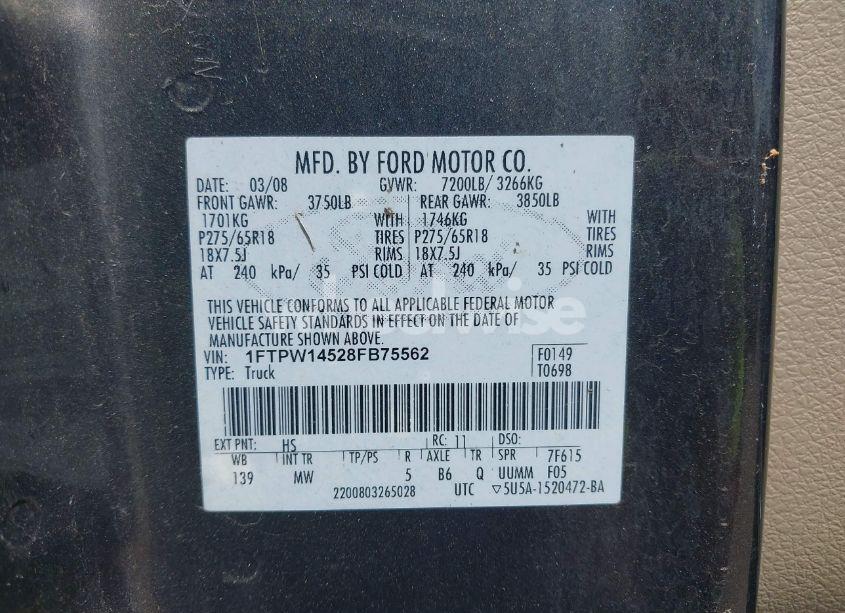 MFD. BY FORD MOTOR CO.
DATE: 03/08 GVWR: 7200LB/ 3266KG
FRONT GAWR: 3750LB REAR GAWR: 3850LB
1701KG WITH 1746KG WITH
P275/65R18 TIRES P275/65R18 TIRES
18X7.5J RIMS 18X7.5J RIMS
AT 240 kPa/ 35 PSI COLD AT 240 kPa/ 35 PSI COLD
THIS VEHICLE CONFORMS TO ALL APPLICABLE FEDERAL MOTOR
VEHICLE SAFETY STANDARDS IN EFFECT ON THE DATE OF
MANUFACTURE SHOWN ABOVE.
VIN: 1FTPW14528FB75562 F0149
TYPE: Truck T0698
EXT PNT: HS RC: 11 DSO:
WB INT TR TP/PS R AXLE TR SPR 7F615
139 MW 5 B6 Q UUMM F05
2200803265028 UTC ▽5U5A-1520472-BA